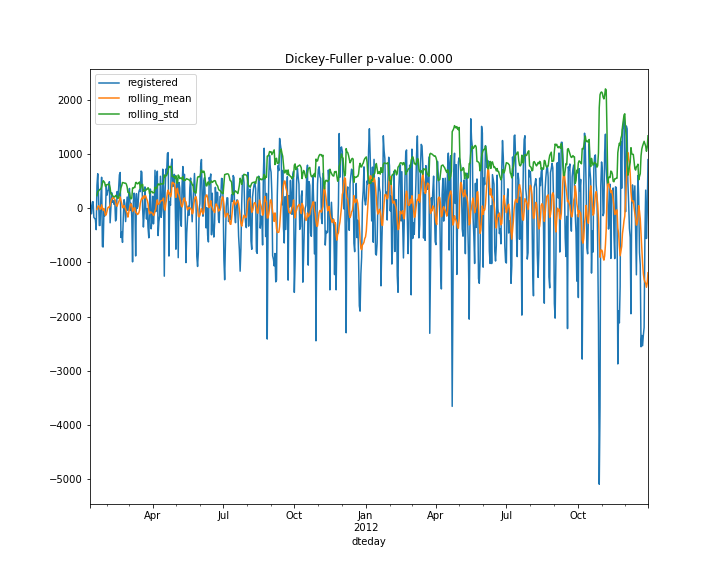 Dickey-Fuller p-value: 0.000
registered
rolling_mean
rolling_std
2000
1000
0
−1000
−2000
−3000
−4000
−5000
Apr Jul Oct Jan Apr Jul Oct
2012
dteday